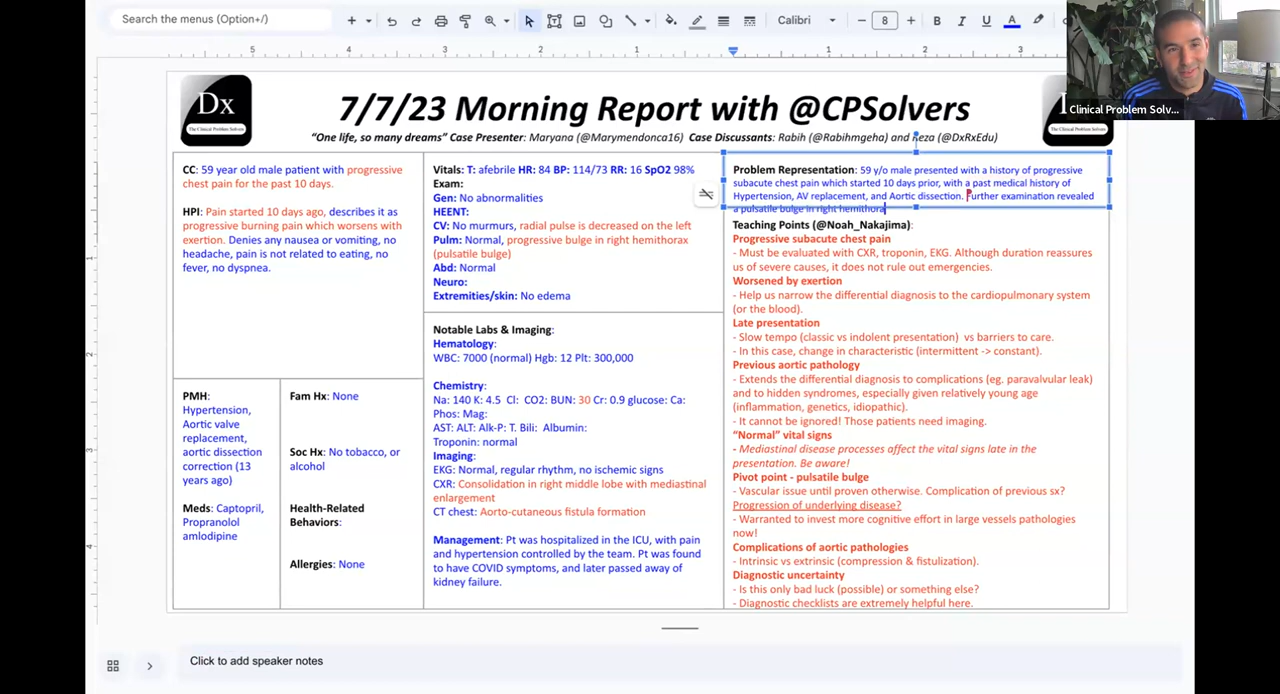 Search the menus (Option+/)
Calibri
8
B I U A
5 4 3 2 1 1 2 3
Clinical Problem Solv...
Dx
The Clinical Problem Solvers
7/7/23 Morning Report with @CPSolvers
The Clinical Problem Solvers
“One life, so many dreams” Case Presenter: Maryana (@Marymendonca16) Case Discussants: Rabih (@Rabihmgeha) and Reza (@DxRxEdu)
CC: 59 year old male patient with progressive
chest pain for the past 10 days.
HPI: Pain started 10 days ago, describes it as
progressive burning pain which worsens with
exertion. Denies any nausea or vomiting, no
headache, pain is not related to eating, no
fever, no dyspnea.
PMH:
Hypertension,
Aortic valve
replacement,
aortic dissection
correction (13
years ago)
Meds: Captopril,
Propranolol
amlodipine
Fam Hx: None
Soc Hx: No tobacco, or
alcohol
Health-Related
Behaviors:
Allergies: None
Vitals: T: afebrile HR: 84 BP: 114/73 RR: 16 SpO2 98%
Exam:
Gen: No abnormalities
HEENT:
CV: No murmurs, radial pulse is decreased on the left
Pulm: Normal, progressive bulge in right hemithorax
(pulsatile bulge)
Abd: Normal
Neuro:
Extremities/skin: No edema
Notable Labs & Imaging:
Hematology:
WBC: 7000 (normal) Hgb: 12 Plt: 300,000
Chemistry:
Na: 140 K: 4.5 Cl: CO2: BUN: 30 Cr: 0.9 glucose: Ca:
Phos: Mag:
AST: ALT: Alk-P: T. Bili: Albumin:
Troponin: normal
Imaging:
EKG: Normal, regular rhythm, no ischemic signs
CXR: Consolidation in right middle lobe with mediastinal
enlargement
CT chest: Aorto-cutaneous fistula formation
Management: Pt was hospitalized in the ICU, with pain
and hypertension controlled by the team. Pt was found
to have COVID symptoms, and later passed away of
kidney failure.
Problem Representation: 59 y/o male presented with a history of progressive
subacute chest pain which started 10 days prior, with a past medical history of
Hypertension, AV replacement, and Aortic dissection. Further examination revealed
a pulsatile bulge in right hemithora
Teaching Points (@Noah_Nakajima):
Progressive subacute chest pain
- Must be evaluated with CXR, troponin, EKG. Although duration reassures
us of severe causes, it does not rule out emergencies.
Worsened by exertion
- Help us narrow the differential diagnosis to the cardiopulmonary system
(or the blood).
Late presentation
- Slow tempo (classic vs indolent presentation) vs barriers to care.
- In this case, change in characteristic (intermittent -> constant).
Previous aortic pathology
- Extends the differential diagnosis to complications (eg. paravalvular leak)
and to hidden syndromes, especially given relatively young age
(inflammation, genetics, idiopathic).
- It cannot be ignored! Those patients need imaging.
“Normal” vital signs
- Mediastinal disease processes affect the vital signs late in the
presentation. Be aware!
Pivot point - pulsatile bulge
- Vascular issue until proven otherwise. Complication of previous sx?
Progression of underlying disease?
- Warranted to invest more cognitive effort in large vessels pathologies
now!
Complications of aortic pathologies
- Intrinsic vs extrinsic (compression & fistulization).
Diagnostic uncertainty
- Is this only bad luck (possible) or something else?
- Diagnostic checklists are extremely helpful here.
1
2
3
4
Click to add speaker notes